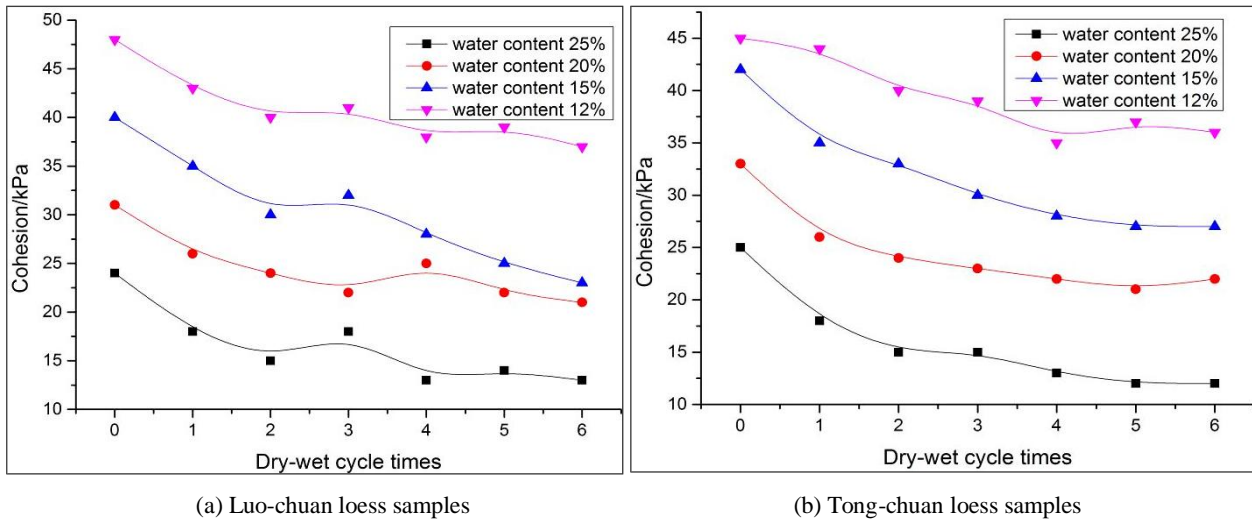 50
45
40
35
30
25
20
15
10
Cohesion/kPa
water content 25%
water content 20%
water content 15%
water content 12%
0 1 2 3 4 5 6
Dry-wet cycle times
(a) Luo-chuan loess samples
45
40
35
30
25
20
15
10
Cohesion/kPa
water content 25%
water content 20%
water content 15%
water content 12%
0 1 2 3 4 5 6
Dry-wet cycle times
(b) Tong-chuan loess samples